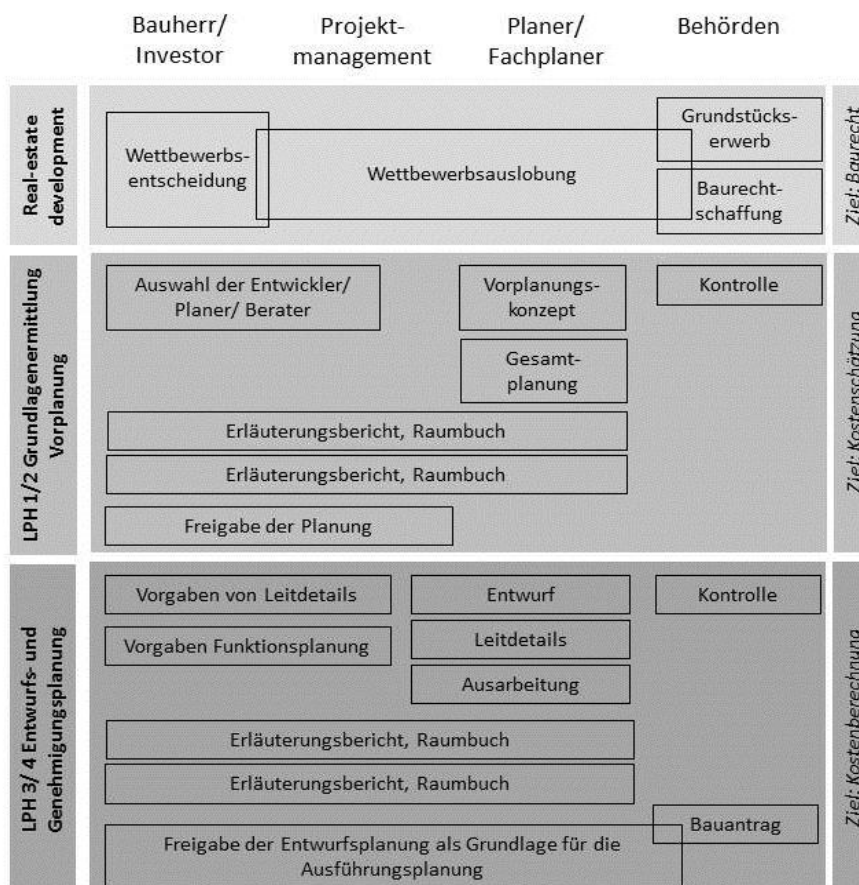 Bauherr/
Investor
Projekt-
management
Planer/
Fachplaner
Behörden
Real-estate
development
Wettbewerbs-
entscheidung
Wettbewerbsauslobung
Grundstücks-
erwerb
Baurecht-
schaffung
Ziel: Baurecht
LPH 1/2 Grundlagenermittlung
Vorplanung
Auswahl der Entwickler/
Planer/ Berater
Vorplanungs-
konzept
Kontrolle
Gesamt-
planung
Erläuterungsbericht, Raumbuch
Erläuterungsbericht, Raumbuch
Freigabe der Planung
Ziel: Kostenschätzung
LPH 3/ 4 Entwurfs- und
Genehmigungsplanung
Vorgaben von Leitdetails
Entwurf
Kontrolle
Vorgaben Funktionsplanung
Leitdetails
Ausarbeitung
Erläuterungsbericht, Raumbuch
Erläuterungsbericht, Raumbuch
Bauantrag
Freigabe der Entwurfsplanung als Grundlage für die
Ausführungsplanung
Ziel: Kostenberechnung